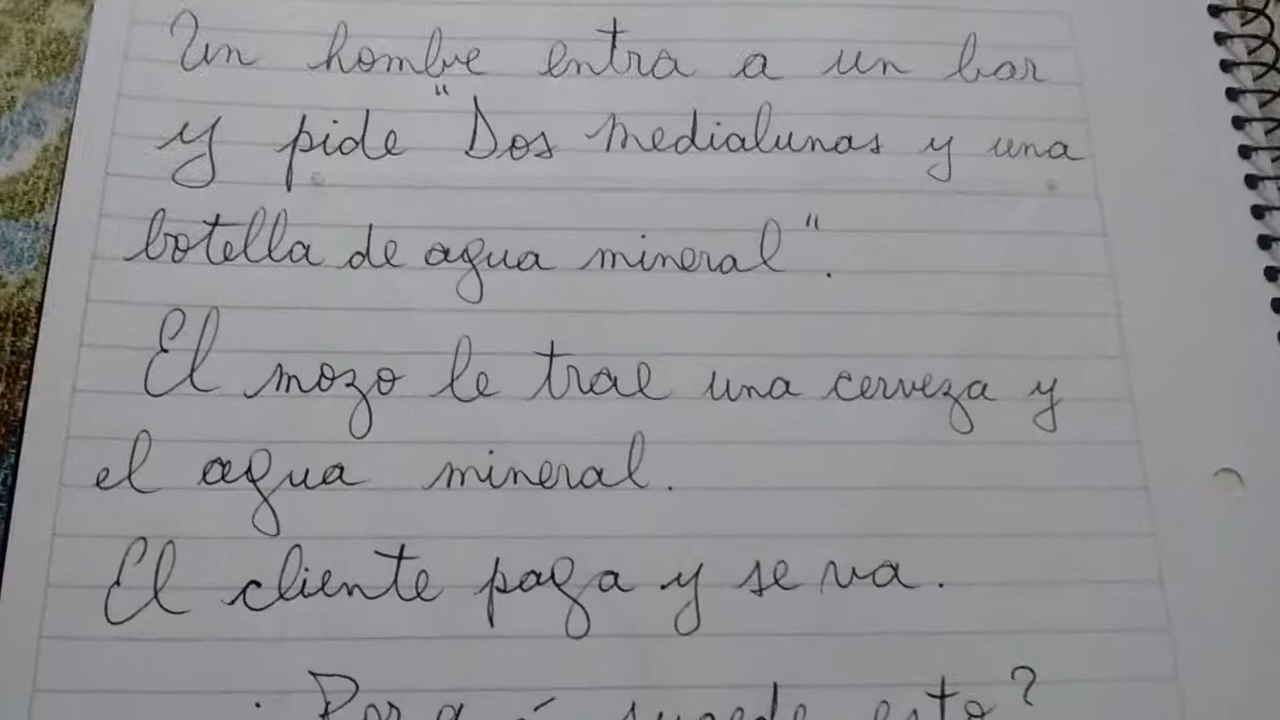 Un hombre entra a un bar
y pide "Dos medialunas y una
botella de agua mineral".
El mozo le trae una cerveza y
el agua mineral.
El cliente paga y se va.
¿Por qué sucede esto?